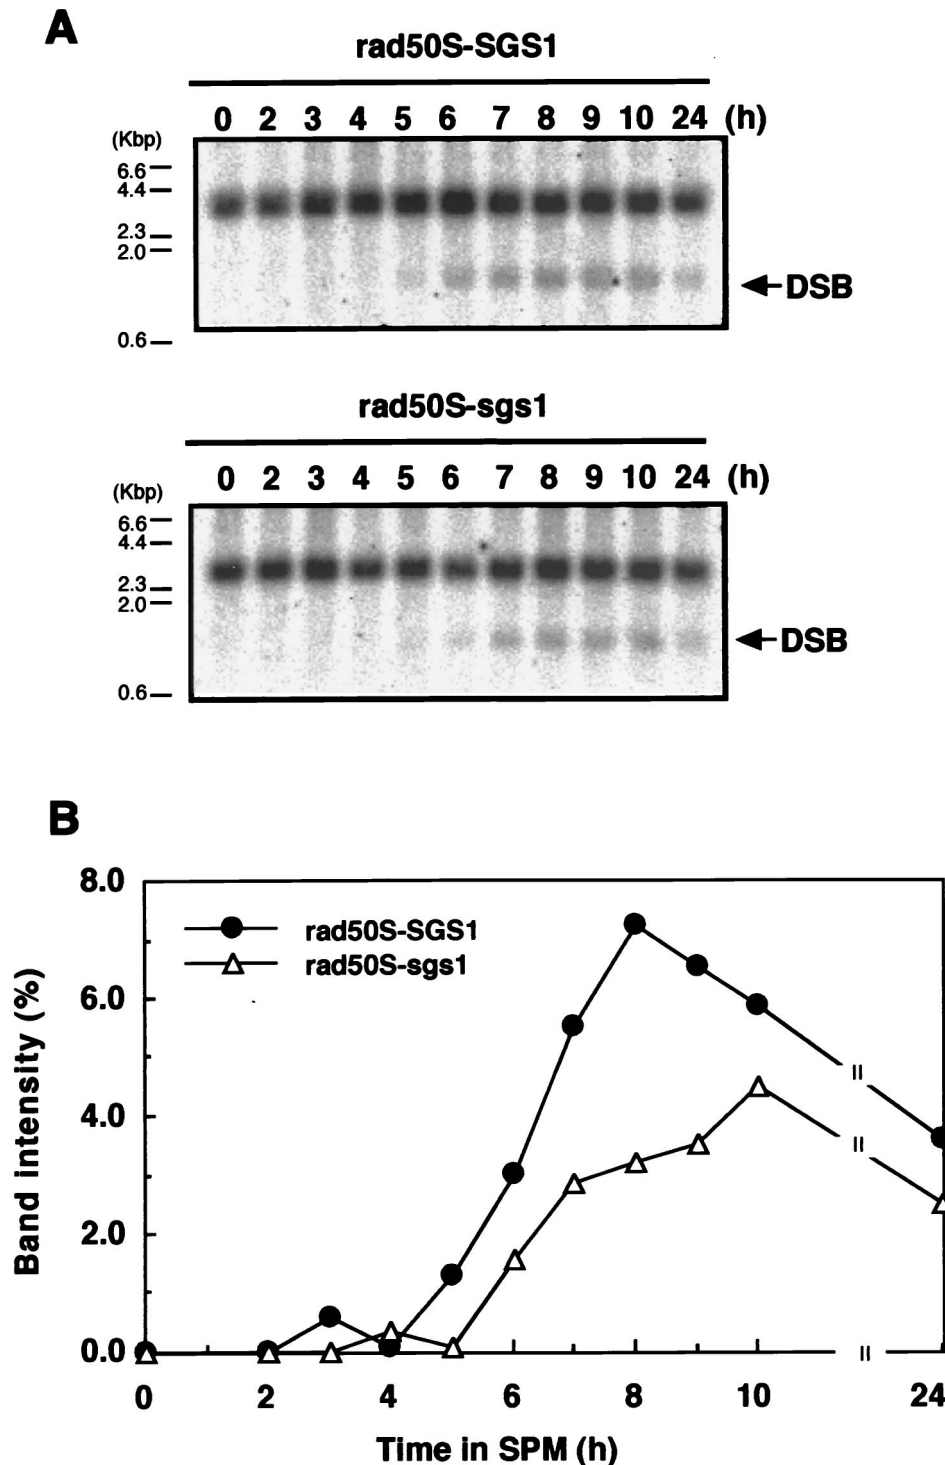 A
rad50S-SGS1
0 2 3 4 5 6 7 8 9 10 24 (h)
(Kbp)
6.6
4.4
2.3
2.0
DSB
0.6
rad50S-sgs1
0 2 3 4 5 6 7 8 9 10 24 (h)
(Kbp)
6.6
4.4
2.3
2.0
DSB
0.6
B
8.0
rad50S-SGS1
rad50S-sgs1
6.0
4.0
2.0
0.0
Band intensity (%)
0 2 4 6 8 10 24
Time in SPM (h)